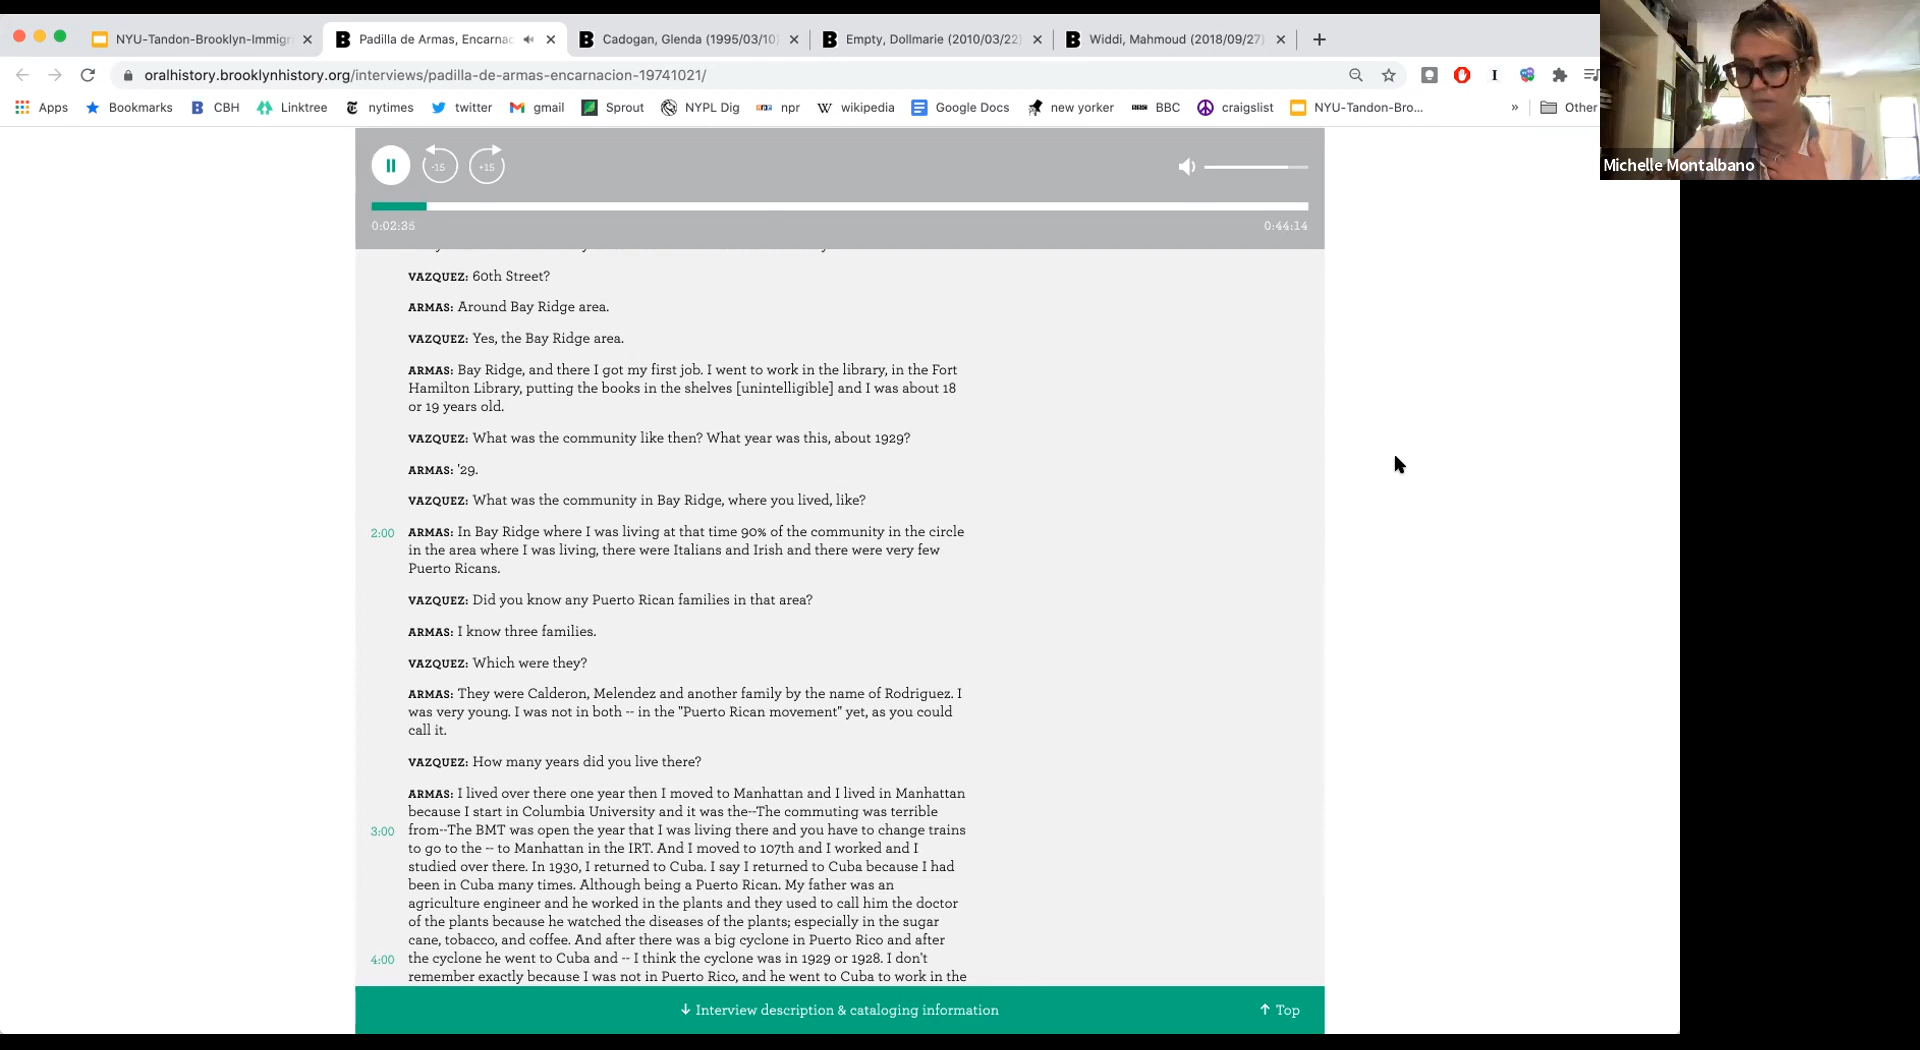 NYU-Tandon-Brooklyn-Immigr
Padilla de Armas, Encarnac
Cadogan, Glenda (1995/03/10)
Empty, Dollmarie (2010/03/22)
Widdi, Mahmoud (2018/09/27)
oralhistory.brooklynhistory.org/interviews/padilla-de-armas-encarnacion-19741021/
Apps Bookmarks CBH Linktree nytimes twitter gmail Sprout NYPL Dig npr wikipedia Google Docs new yorker BBC craigslist NYU-Tandon-Bro... » Other
Michelle Montalbano
-15 +15
0:02:35 0:44:14
VAZQUEZ: 60th Street?
ARMAS: Around Bay Ridge area.
VAZQUEZ: Yes, the Bay Ridge area.
ARMAS: Bay Ridge, and there I got my first job. I went to work in the library, in the Fort
Hamilton Library, putting the books in the shelves [unintelligible] and I was about 18
or 19 years old.
VAZQUEZ: What was the community like then? What year was this, about 1929?
ARMAS: '29.
VAZQUEZ: What was the community in Bay Ridge, where you lived, like?
2:00 ARMAS: In Bay Ridge where I was living at that time 90% of the community in the circle
in the area where I was living, there were Italians and Irish and there were very few
Puerto Ricans.
VAZQUEZ: Did you know any Puerto Rican families in that area?
ARMAS: I know three families.
VAZQUEZ: Which were they?
ARMAS: They were Calderon, Melendez and another family by the name of Rodriguez. I
was very young. I was not in both -- in the "Puerto Rican movement" yet, as you could
call it.
VAZQUEZ: How many years did you live there?
ARMAS: I lived over there one year then I moved to Manhattan and I lived in Manhattan
because I start in Columbia University and it was the--The commuting was terrible
3:00 from--The BMT was open the year that I was living there and you have to change trains
to go to the -- to Manhattan in the IRT. And I moved to 107th and I worked and I
studied over there. In 1930, I returned to Cuba. I say I returned to Cuba because I had
been in Cuba many times. Although being a Puerto Rican. My father was an
agriculture engineer and he worked in the plants and they used to call him the doctor
of the plants because he watched the diseases of the plants; especially in the sugar
cane, tobacco, and coffee. And after there was a big cyclone in Puerto Rico and after
4:00 the cyclone he went to Cuba and -- I think the cyclone was in 1929 or 1928. I don't
remember exactly because I was not in Puerto Rico, and he went to Cuba to work in the
↓ Interview description & cataloging information ↑ Top